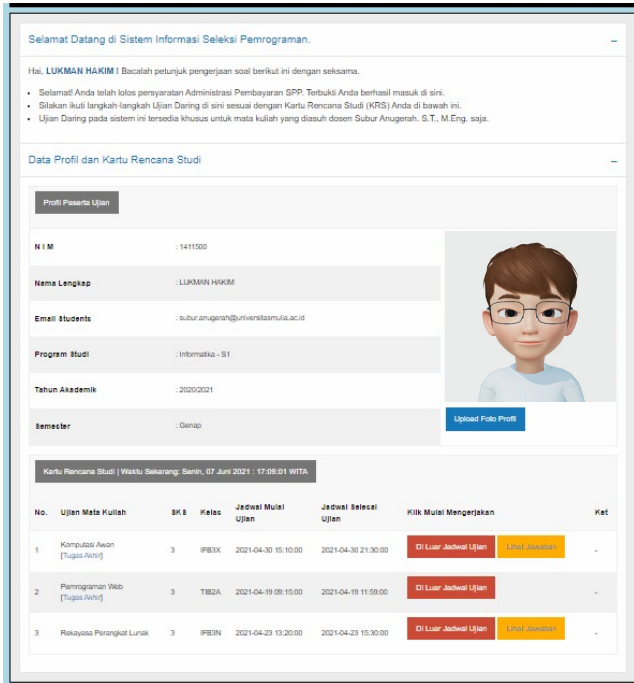 Selamat Datang di Sistem Informasi Seleksi Pemrograman.
Hai, LUKMAN HAKIM ! Bacalah petunjuk pengerjaan soal berikut ini dengan seksama.
Selamat! Anda telah lolos persyaratan Administrasi Pembayaran SPP. Terbukti Anda berhasil masuk di sini.
Silakan ikuti langkah-langkah Ujian Daring di sini sesuai dengan Kartu Rencana Studi (KRS) Anda di bawah ini.
Ujian Daring pada sistem ini tersedia khusus untuk mata kuliah yang diasuh dosen Subur Anugerah. S.T., M.Eng. saja.
Data Profil dan Kartu Rencana Studi
Profil Peserta Ujian
N I M : 1411500
Nama Lengkap : LUKMAN HAKIM
Email Students : subur.anugerah@universitasmulia.ac.id
Program Studi : Informatika - S1
Tahun Akademik : 2020/2021
Semester : Genap
Upload Foto Profil
Kartu Rencana Studi | Waktu Sekarang: Senin, 07 Juni 2021 : 17:09:01 WITA
No. Ujian Mata Kuliah SKS Kelas Jadwal Mulai Ujian Jadwal Selesai Ujian Klik Mulai Mengerjakan Ket
1 Komputasi Awan [Tugas Akhir] 3 IFB3X 2021-04-30 15:10:00 2021-04-30 21:30:00 Di Luar Jadwal Ujian Lihat Jawaban -
2 Pemrograman Web [Tugas Akhir] 3 TIB2A 2021-04-19 09:15:00 2021-04-19 11:59:00 Di Luar Jadwal Ujian -
3 Rekayasa Perangkat Lunak 3 IFB3N 2021-04-23 13:20:00 2021-04-23 15:30:00 Di Luar Jadwal Ujian Lihat Jawaban -